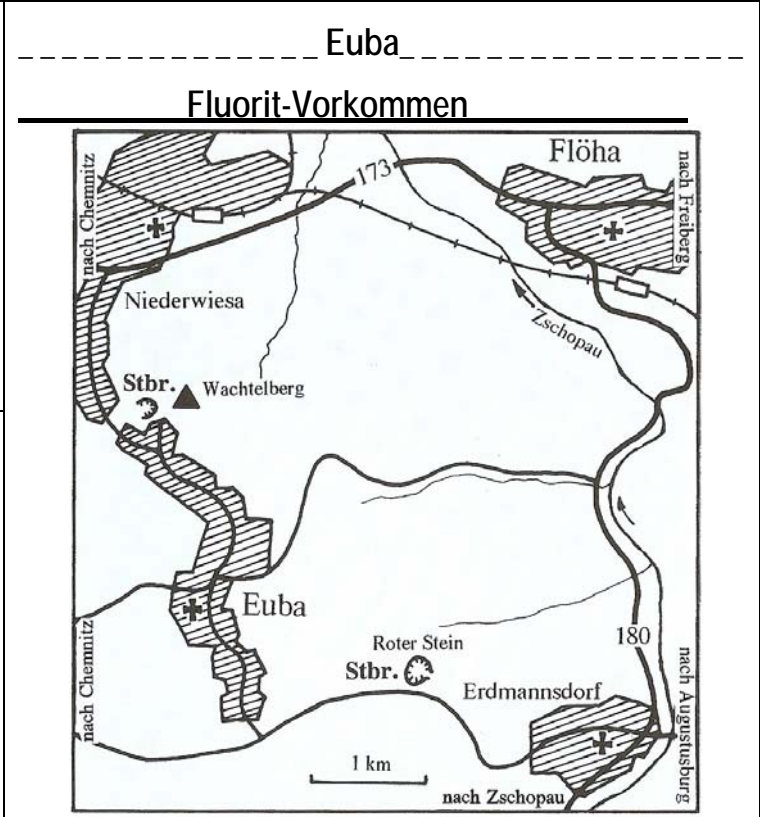 Euba
Fluorit-Vorkommen
Flöha
173
nach Chemnitz
nach Freiberg
Niederwiesa
Zschopau
Stbr.
Wachtelberg
Euba
180
Roter Stein
Stbr.
nach Chemnitz
Erdmannsdorf
nach Augustusburg
1 km
nach Zschopau